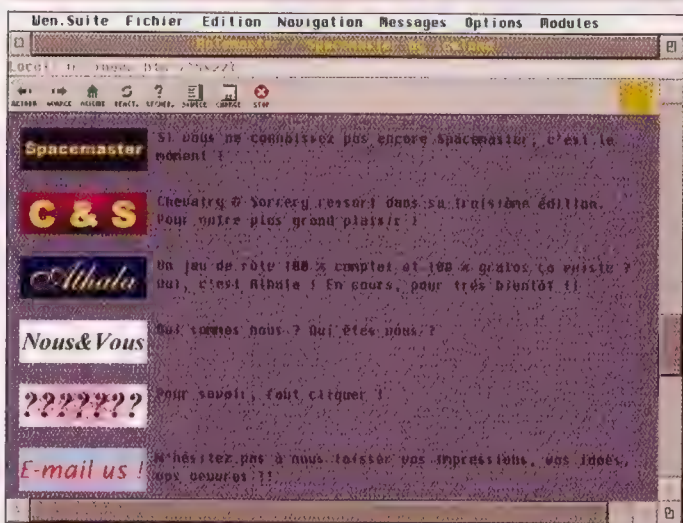 Wen.Suite Fichier Edition Navigation Messages Options Modules
STOP
Spacemaster
Si vous ne connaissez pas encore Spacemaster, c'est le
moment !
C & S
Chevalry & Sorcery ressort dans sa troisième édition.
Pour notre plus grand plaisir !
Athala
Un jeu de rôle 100 % complet et 100 % gratos ça existe ?
Oui, c'est Athala ! En cours, pour très bientôt !!
Nous&Vous
Qui sommes nous ? Qui êtes vous ?
???????
Pour savoir, faut cliquer !
E-mail us !
N'hésitez pas à nous laisser vos impressions, vos idées,
vos oeuvres ?!